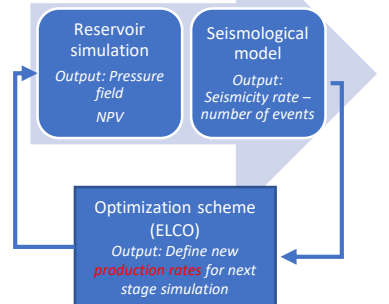 Reservoir
simulation
Output: Pressure
field
NPV
Seismological
model
Output:
Seismicity rate –
number of events
Optimization scheme
(ELCO)
Output: Define new
production rates for next
stage simulation